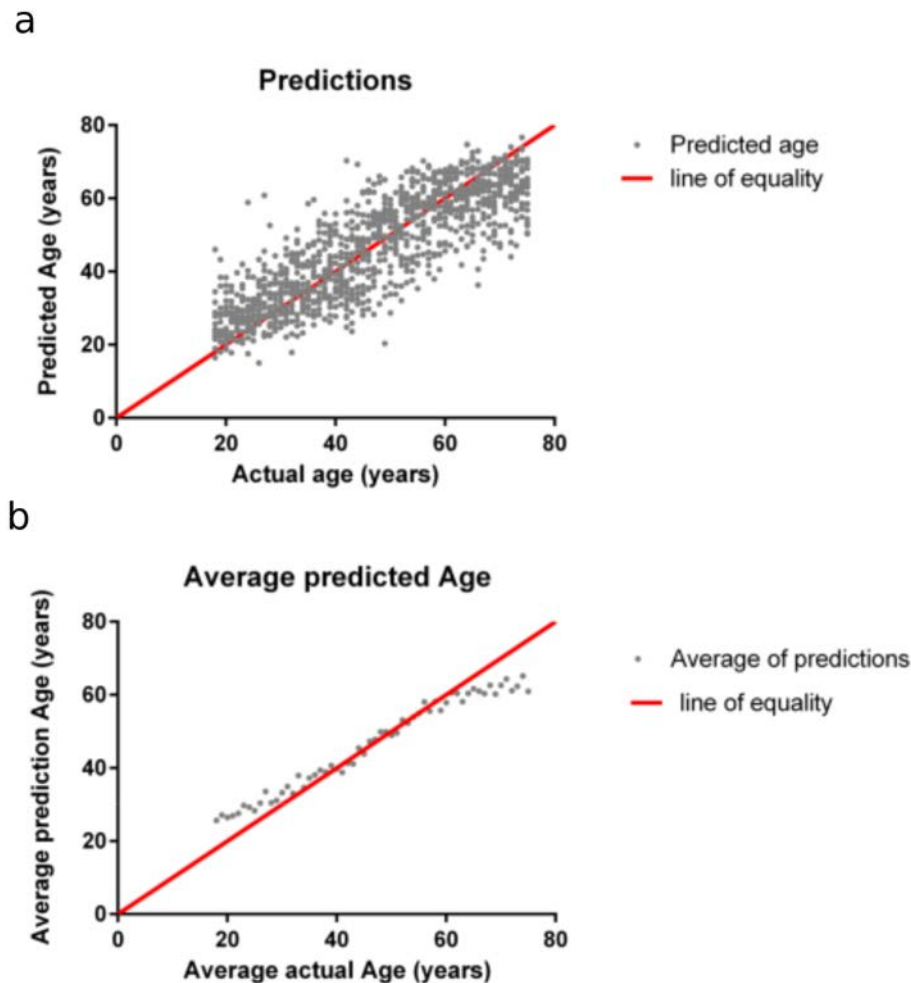 a
Predictions
Predicted Age (years)
80
60
40
20
0
0 20 40 60 80
Actual age (years)
Predicted age
line of equality
b
Average predicted Age
Average prediction Age (years)
80
60
40
20
0
0 20 40 60 80
Average actual Age (years)
Average of predictions
line of equality